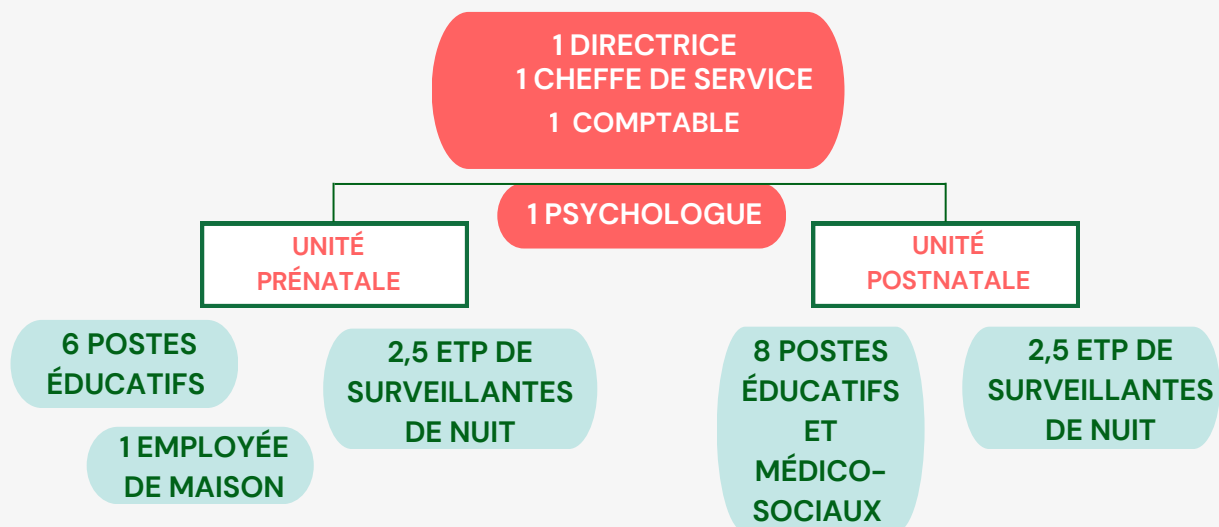 1 DIRECTRICE
1 CHEFFE DE SERVICE
1 COMPTABLE
1 PSYCHOLOGUE
UNITÉ
PRÉNATALE
6 POSTES
ÉDUCATIFS
2,5 ETP DE
SURVEILLANTES
DE NUIT
1 EMPLOYÉE
DE MAISON
UNITÉ
POSTNATALE
8 POSTES
ÉDUCATIFS
ET
MÉDICO-
SOCIAUX
2,5 ETP DE
SURVEILLANTES
DE NUIT